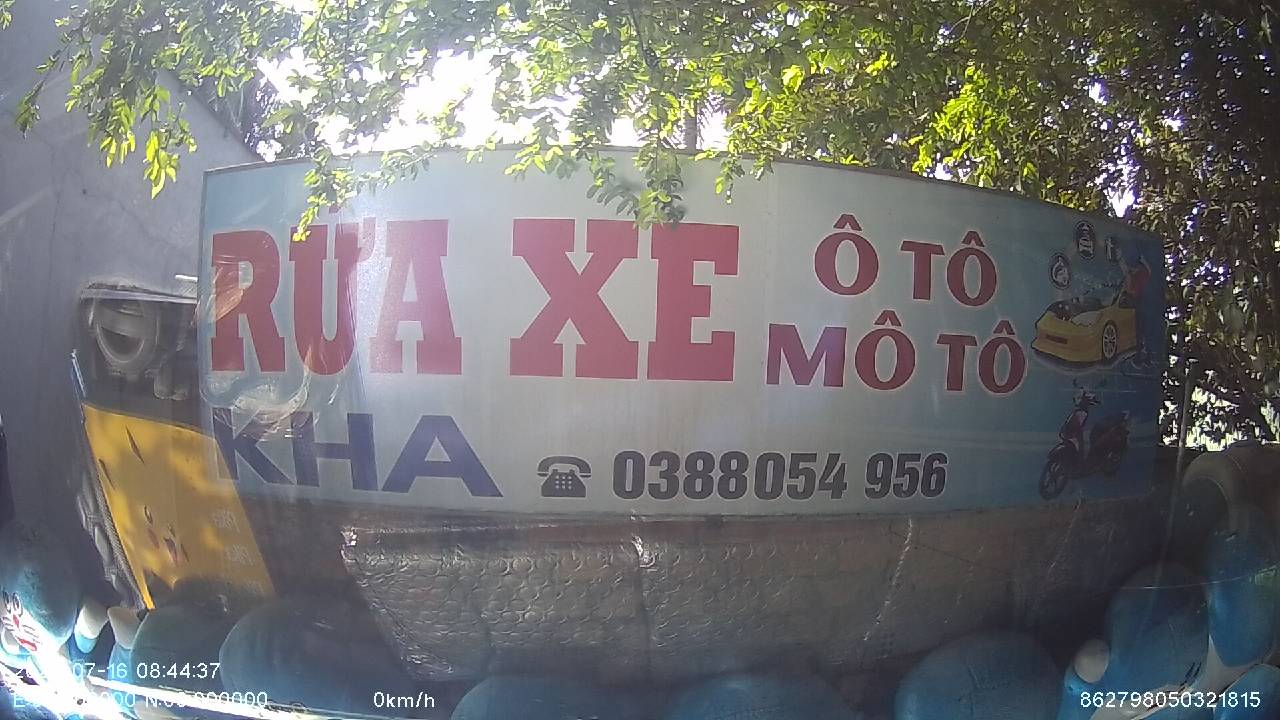 RỬA XE
Ô TÔ
MÔ TÔ
KHA
0388054 956
07-16 08:44:37
0km/h
862798050321815